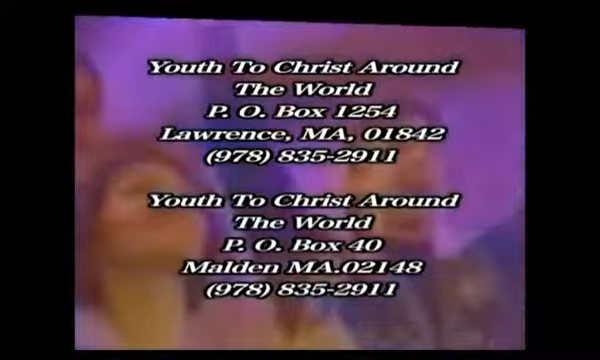 Youth To Christ Around
The World
P. O. Box 1254
Lawrence, MA, 01842
(978) 835-2911
Youth To Christ Around
The World
P. O. Box 40
Malden MA.02148
(978) 835-2911